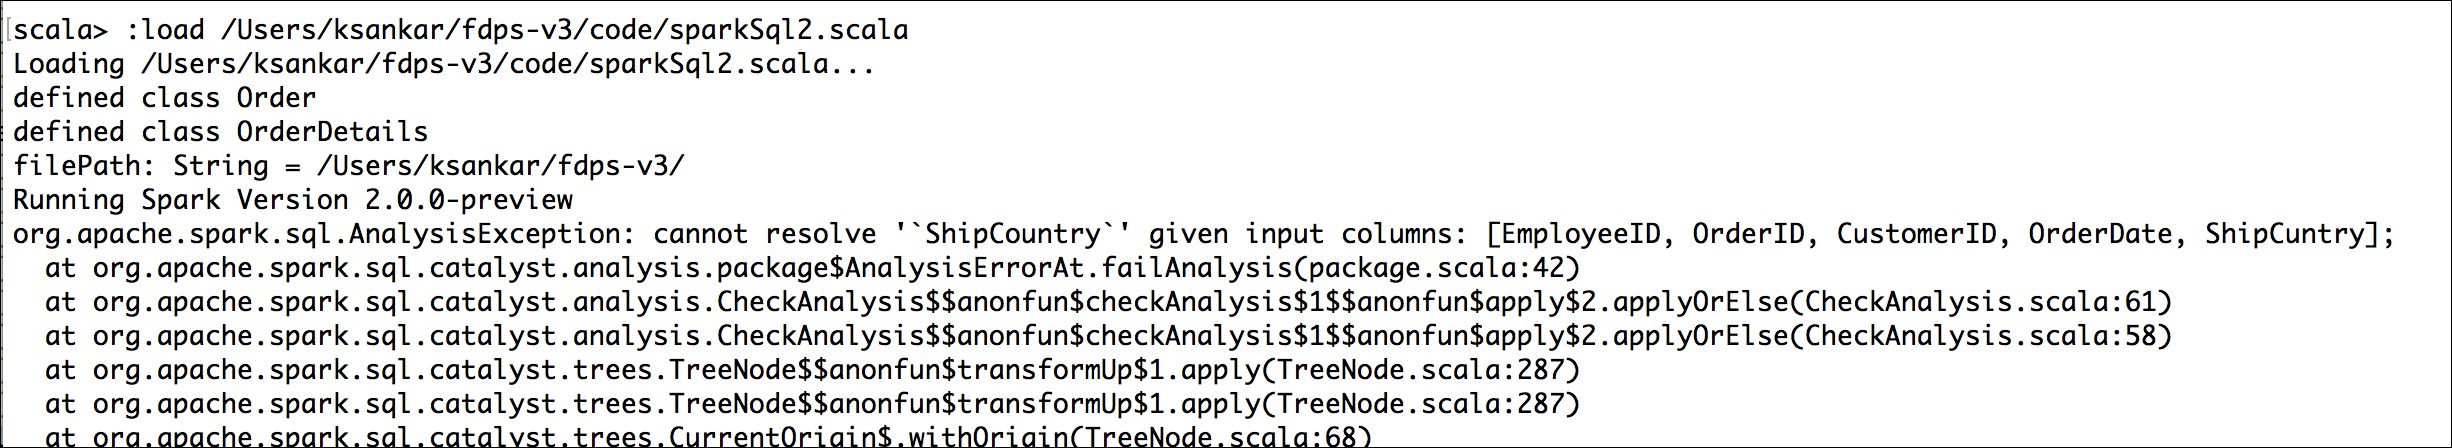 [scala> :load /Users/ksankar/fdps-v3/code/sparkSql2.scala
Loading /Users/ksankar/fdps-v3/code/sparkSql2.scala...
defined class Order
defined class OrderDetails
filePath: String = /Users/ksankar/fdps-v3/
Running Spark Version 2.0.0-preview
org.apache.spark.sql.AnalysisException: cannot resolve '`ShipCountry`' given input columns: [EmployeeID, OrderID, CustomerID, OrderDate, ShipCuntry];
  at org.apache.spark.sql.catalyst.analysis.package$AnalysisErrorAt.failAnalysis(package.scala:42)
  at org.apache.spark.sql.catalyst.analysis.CheckAnalysis$$anonfun$checkAnalysis$1$$anonfun$apply$2.applyOrElse(CheckAnalysis.scala:61)
  at org.apache.spark.sql.catalyst.analysis.CheckAnalysis$$anonfun$checkAnalysis$1$$anonfun$apply$2.applyOrElse(CheckAnalysis.scala:58)
  at org.apache.spark.sql.catalyst.trees.TreeNode$$anonfun$transformUp$1.apply(TreeNode.scala:287)
  at org.apache.spark.sql.catalyst.trees.TreeNode$$anonfun$transformUp$1.apply(TreeNode.scala:287)
  at org.apache.spark.sql.catalyst.trees.CurrentOrigin$.withOrigin(TreeNode.scala:68)